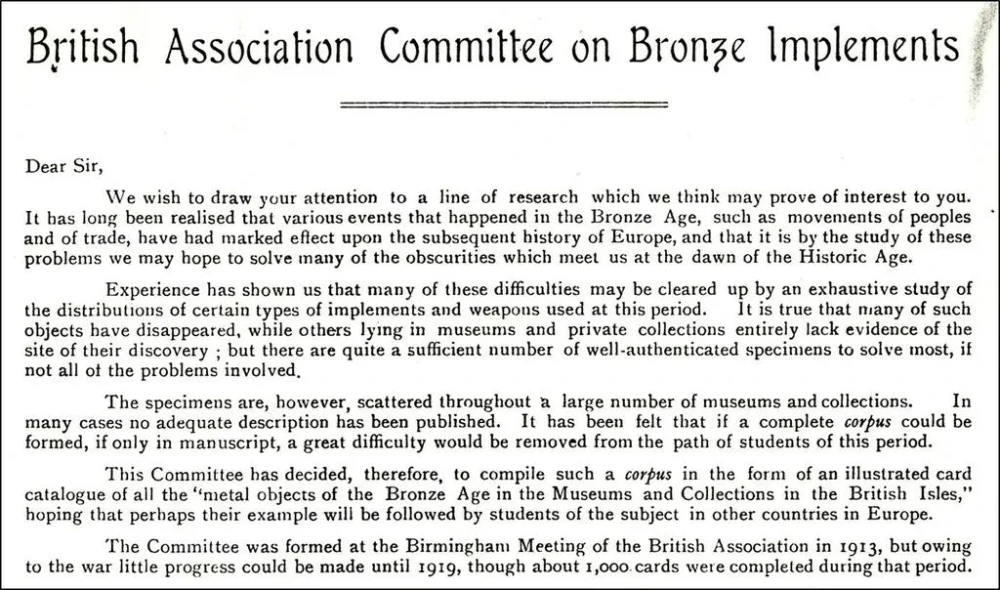 British Association Committee on Bronze Implements
Dear Sir,
We wish to draw your attention to a line of research which we think may prove of interest to you.
It has long been realised that various events that happened in the Bronze Age, such as movements of peoples
and of trade, have had marked effect upon the subsequent history of Europe, and that it is by the study of these
problems we may hope to solve many of the obscurities which meet us at the dawn of the Historic Age.
Experience has shown us that many of these difficulties may be cleared up by an exhaustive study of
the distributions of certain types of implements and weapons used at this period. It is true that many of such
objects have disappeared, while others lying in museums and private collections entirely lack evidence of the
site of their discovery ; but there are quite a sufficient number of well-authenticated specimens to solve most, if
not all of the problems involved.
The specimens are, however, scattered throughout a large number of museums and collections. In
many cases no adequate description has been published. It has been felt that if a complete corpus could be
formed, if only in manuscript, a great difficulty would be removed from the path of students of this period.
This Committee has decided, therefore, to compile such a corpus in the form of an illustrated card
catalogue of all the "metal objects of the Bronze Age in the Museums and Collections in the British Isles,"
hoping that perhaps their example will be followed by students of the subject in other countries in Europe.
The Committee was formed at the Birmingham Meeting of the British Association in 1913, but owing
to the war little progress could be made until 1919, though about 1,000 cards were completed during that period.